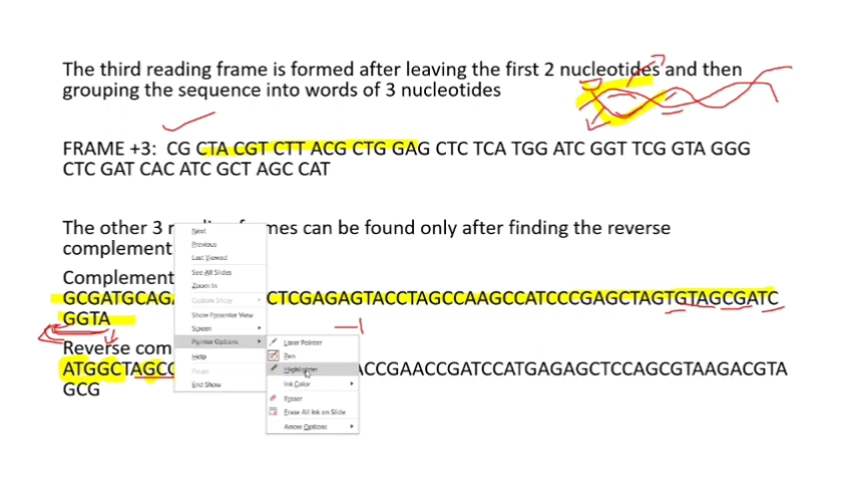 The third reading frame is formed after leaving the first 2 nucleotides and then
grouping the sequence into words of 3 nucleotides
FRAME +3: CG CTA CGT CTT ACG CTG GAG CTC TCA TGG ATC GGT TCG GTA GGG
CTC GAT CAC ATC GCT AGC CAT
The other 3 r mes can be found only after finding the reverse
complement
Complement
GCGATGCAGA CTCGAGAGTACCTAGCCAAGCCATCCCGAGCTAGTGTAGCGATC
GGTA
Reverse com
ATGGCTAGCG ACCGAACCGATCCATGAGAGCTCCAGCGTAAGACGTA
GCG
-1
Next
Previous
Last Viewed
See All Slides
Zoom In
Custom Show
Show Presenter View
Screen
Pointer Options
Help
Pause
End Show
Laser Pointer
Pen
Highlighter
Ink Color
Eraser
Erase All Ink on Slide
Arrow Options